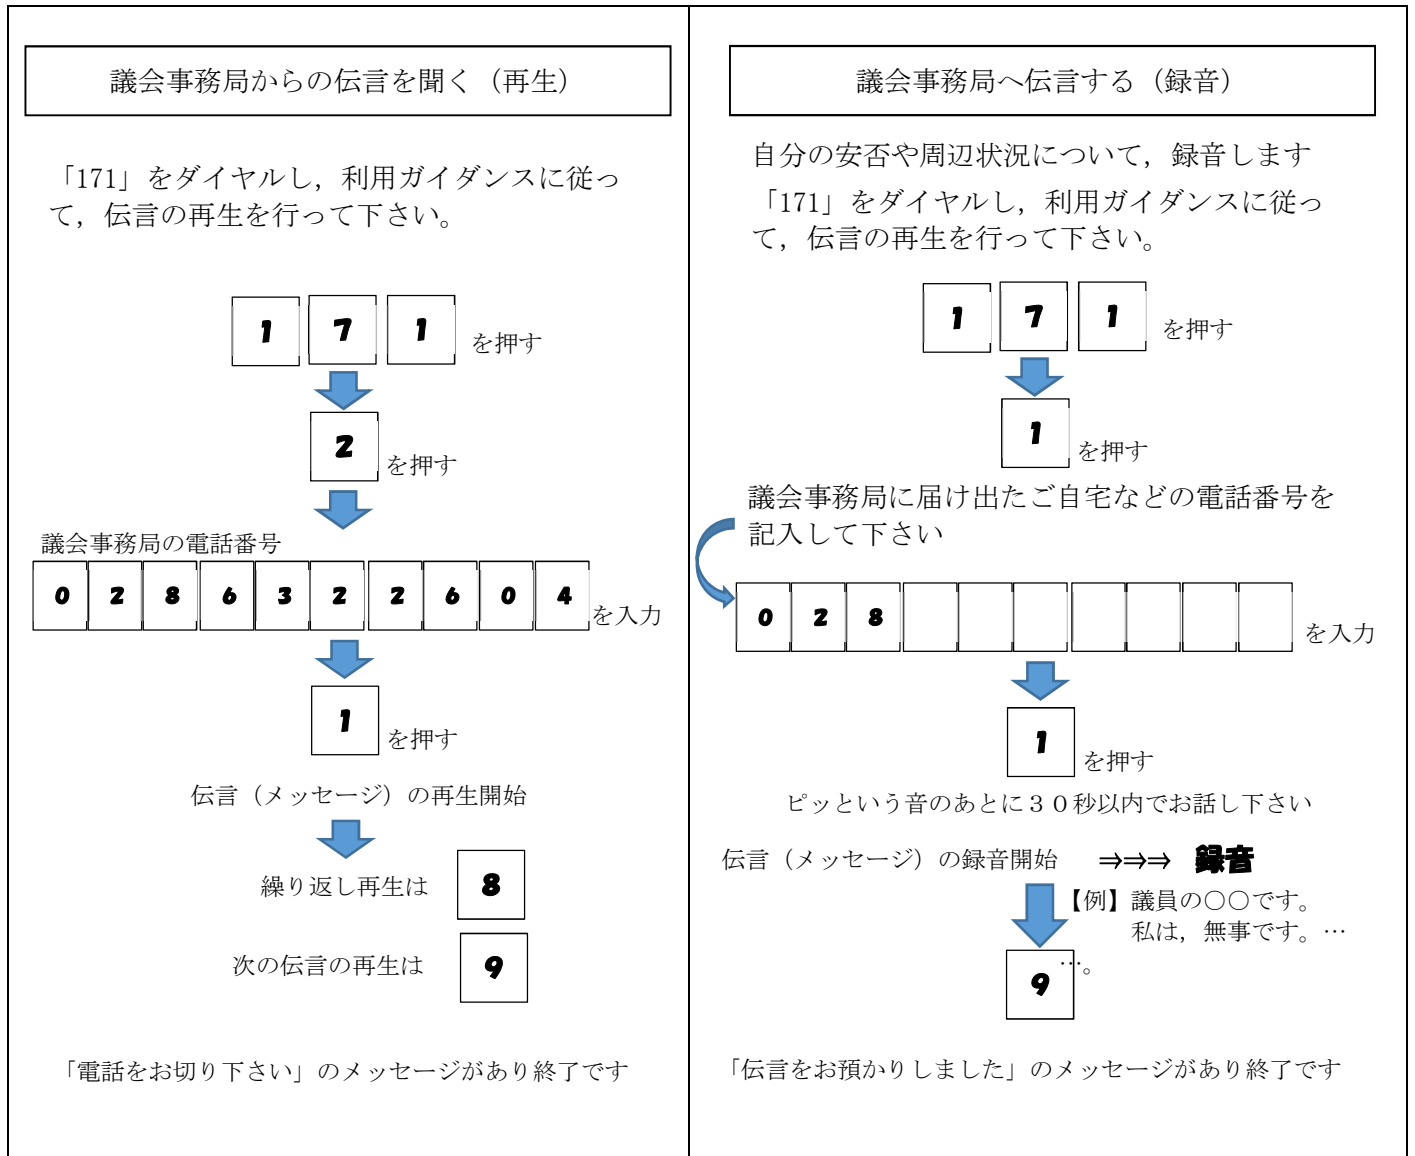 議会事務局からの伝言を聞く（再生）
「171」をダイヤルし，利用ガイダンスに従っ
て，伝言の再生を行って下さい。
1 7 1 を押す
2 を押す
議会事務局の電話番号
0 2 8 6 3 2 2 6 0 4 を入力
1 を押す
伝言（メッセージ）の再生開始
繰り返し再生は 8
次の伝言の再生は 9
「電話をお切り下さい」のメッセージがあり終了です
議会事務局へ伝言する（録音）
自分の安否や周辺状況について，録音します
「171」をダイヤルし，利用ガイダンスに従っ
て，伝言の再生を行って下さい。
1 7 1 を押す
1 を押す
議会事務局に届け出たご自宅などの電話番号を
記入して下さい
0 2 8 を入力
1 を押す
ピッという音のあとに３０秒以内でお話し下さい
伝言（メッセージ）の録音開始 ⇒⇒⇒ 録音
【例】議員の○○です。
私は，無事です。…
…。
9
「伝言をお預かりしました」のメッセージがあり終了です